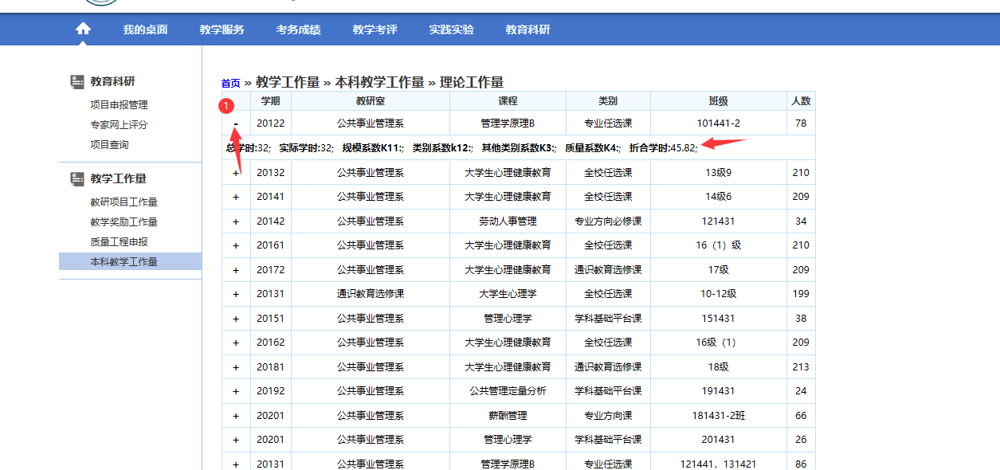 我的桌面 教学服务 考务成绩 教学考评 实践实验 教育科研
教育科研
项目申报管理
专家网上评分
项目查询
教学工作量
教研项目工作量
教学奖励工作量
质量工程申报
本科教学工作量
首页 » 教学工作量 » 本科教学工作量 » 理论工作量
学期 教研室 课程 类别 班级 人数
1
- 20122 公共事业管理系 管理学原理B 专业任选课 101441-2 78
总学时:32; 实际学时:32; 规模系数K11:; 类别系数k12:; 其他类别系数K3:; 质量系数K4:; 折合学时:45.82;
+ 20132 公共事业管理系 大学生心理健康教育 全校任选课 13级9 210
+ 20141 公共事业管理系 大学生心理健康教育 全校任选课 14级6 209
+ 20142 公共事业管理系 劳动人事管理 专业方向必修课 121431 34
+ 20161 公共事业管理系 大学生心理健康教育 全校任选课 16（1）级 210
+ 20172 公共事业管理系 大学生心理健康教育 通识教育选修课 17级 209
+ 20131 通识教育选修课 大学生心理学 全校任选课 10-12级 199
+ 20151 公共事业管理系 管理心理学 学科基础平台课 151431 38
+ 20162 公共事业管理系 大学生心理健康教育 全校任选课 16级（1） 209
+ 20181 公共事业管理系 大学生心理健康教育 通识教育选修课 18级 213
+ 20192 公共事业管理系 公共管理定量分析 学科基础平台课 191431 24
+ 20201 公共事业管理系 薪酬管理 专业方向课 181431-2班 66
+ 20201 公共事业管理系 管理心理学 学科基础平台课 201431 26
+ 20131 公共事业管理系 管理学原理B 专业任选课 121441，131421 86